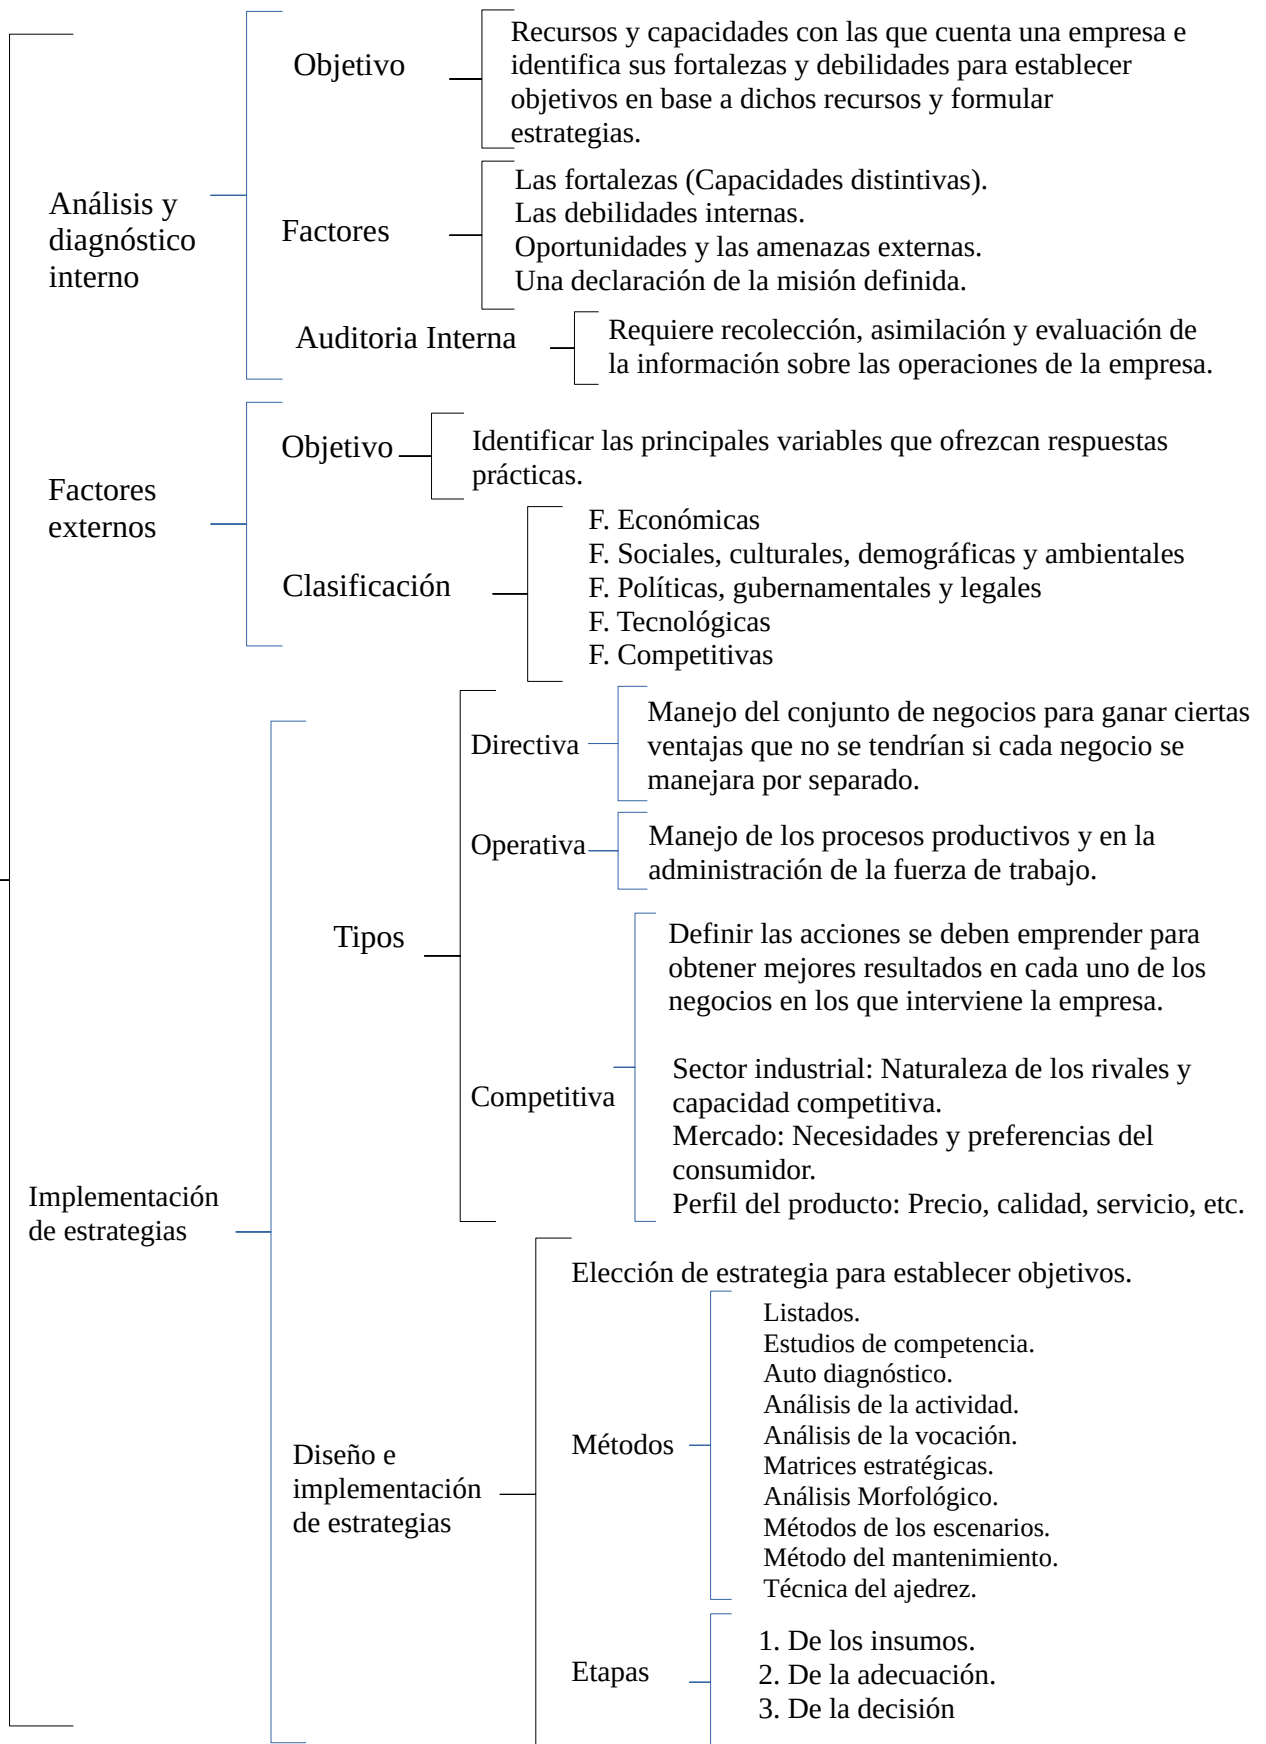 Análisis y
diagnóstico
interno
Objetivo
Recursos y capacidades con las que cuenta una empresa e
identifica sus fortalezas y debilidades para establecer
objetivos en base a dichos recursos y formular
estrategias.
Factores
Las fortalezas (Capacidades distintivas).
Las debilidades internas.
Oportunidades y las amenazas externas.
Una declaración de la misión definida.
Auditoria Interna
Requiere recolección, asimilación y evaluación de
la información sobre las operaciones de la empresa.
Factores
externos
Objetivo
Identificar las principales variables que ofrezcan respuestas
prácticas.
Clasificación
F. Económicas
F. Sociales, culturales, demográficas y ambientales
F. Políticas, gubernamentales y legales
F. Tecnológicas
F. Competitivas
Implementación
de estrategias
Tipos
Directiva
Manejo del conjunto de negocios para ganar ciertas
ventajas que no se tendrían si cada negocio se
manejara por separado.
Operativa
Manejo de los procesos productivos y en la
administración de la fuerza de trabajo.
Competitiva
Definir las acciones se deben emprender para
obtener mejores resultados en cada uno de los
negocios en los que interviene la empresa.
Sector industrial: Naturaleza de los rivales y
capacidad competitiva.
Mercado: Necesidades y preferencias del
consumidor.
Perfil del producto: Precio, calidad, servicio, etc.
Diseño e
implementación
de estrategias
Elección de estrategia para establecer objetivos.
Métodos
Listados.
Estudios de competencia.
Auto diagnóstico.
Análisis de la actividad.
Análisis de la vocación.
Matrices estratégicas.
Análisis Morfológico.
Métodos de los escenarios.
Método del mantenimiento.
Técnica del ajedrez.
Etapas
1. De los insumos.
2. De la adecuación.
3. De la decisión